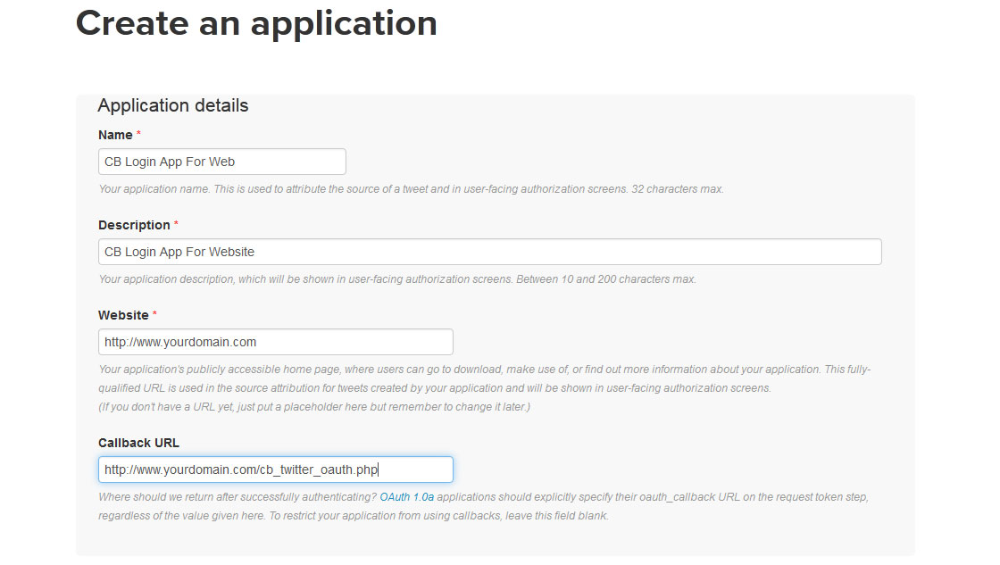 Create an application
Application details
Name *
CB Login App For Web
Your application name. This is used to attribute the source of a tweet and in user-facing authorization screens. 32 characters max.
Description *
CB Login App For Website
Your application description, which will be shown in user-facing authorization screens. Between 10 and 200 characters max.
Website *
http://www.yourdomain.com
Your application's publicly accessible home page, where users can go to download, make use of, or find out more information about your application. This fully-
qualified URL is used in the source attribution for tweets created by your application and will be shown in user-facing authorization screens.
(If you don't have a URL yet, just put a placeholder here but remember to change it later.)
Callback URL
http://www.yourdomain.com/cb_twitter_oauth.php
Where should we return after successfully authenticating? OAuth 1.0a applications should explicitly specify their oauth_callback URL on the request token step,
regardless of the value given here. To restrict your application from using callbacks, leave this field blank.